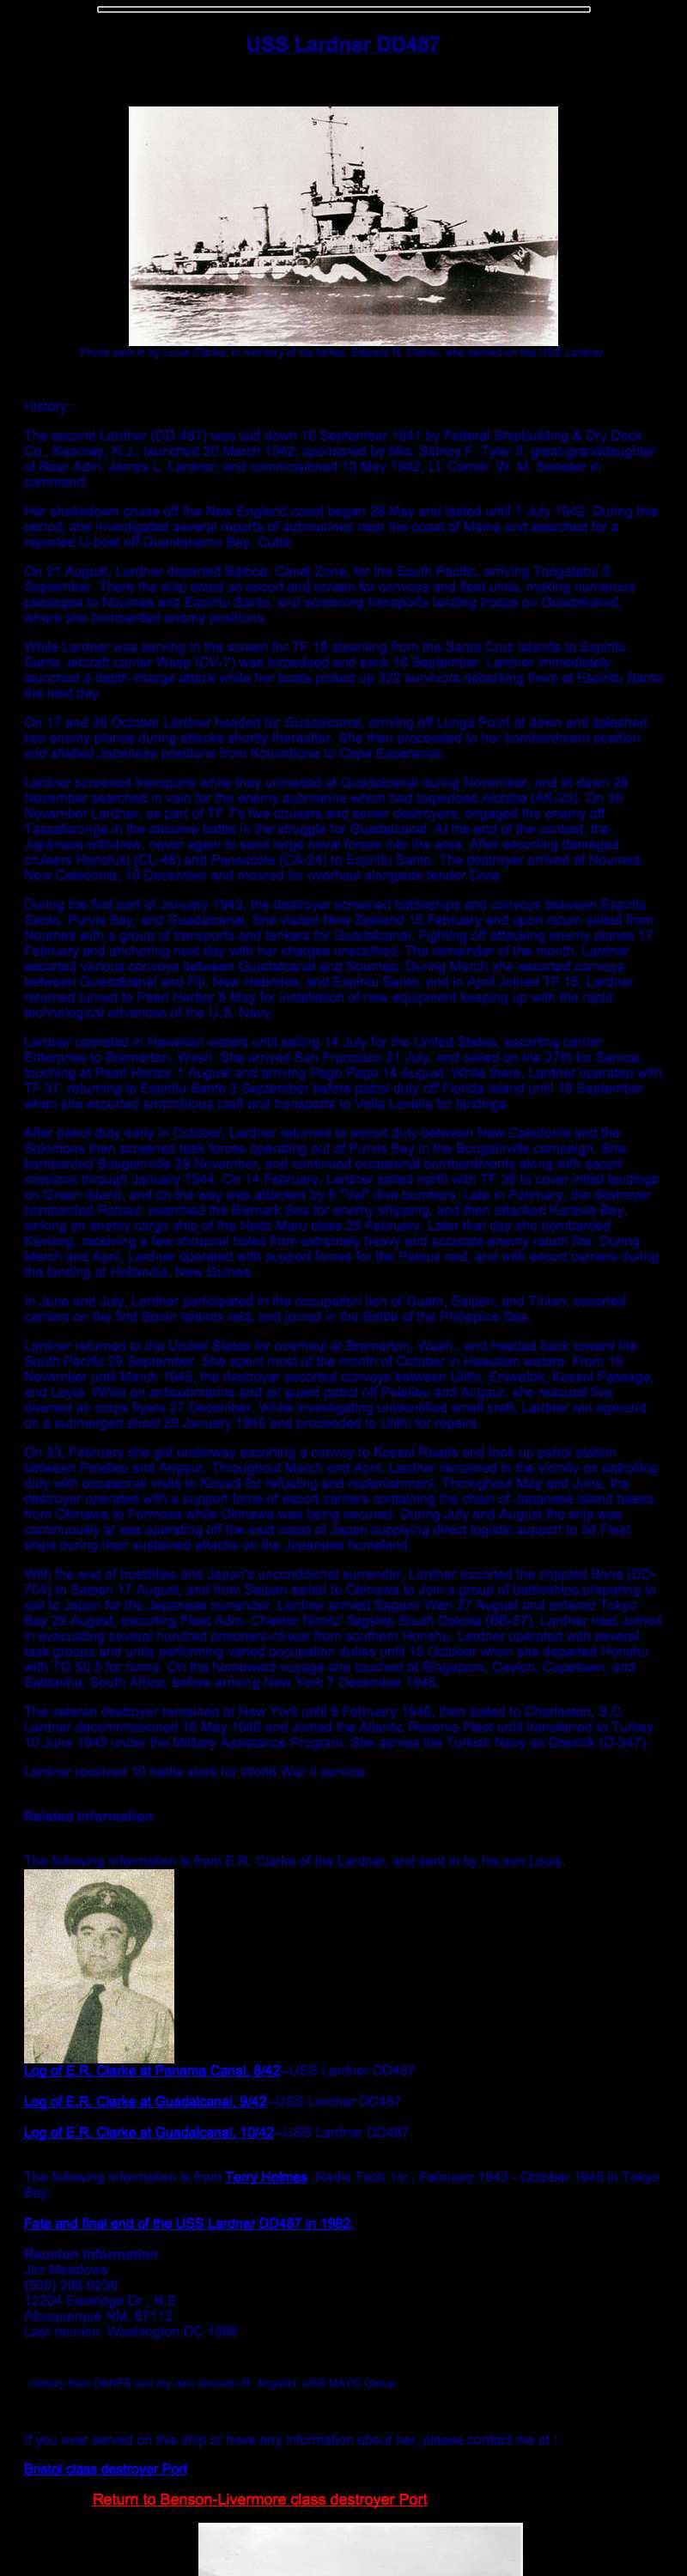 USS Lardner DD487
Photo sent in by Louis Clarke, in memory of his father, Edward R. Clarke, who served on the USS Lardner.
History :
The second Lardner (DD-487) was laid down 16 September 1941 by Federal Shipbuilding & Dry Dock
Co., Kearney, N.J.; launched 20 March 1942; sponsored by Mrs. Sidney F. Tyler II, great-granddaughter
of Rear Adm. James L. Lardner; and commissioned 13 May 1942, Lt. Comdr. W. M. Sweetser in
command.
Her shakedown cruise off the New England coast began 28 May and lasted until 1 July 1942. During this
period, she investigated several reports of submarines near the coast of Maine and searched for a
reported U-boat off Guantanamo Bay, Cuba.
On 21 August, Lardner departed Balboa, Canal Zone, for the South Pacific, arriving Tongatabu 3
September. There the ship acted as escort and screen for convoys and fleet units, making numerous
passages to Noumea and Espiritu Santo, and screening transports landing troops on Guadalcanal,
where she bombarded enemy positions.
While Lardner was serving in the screen for TF 18 steaming from the Santa Cruz Islands to Espiritu
Santo, aircraft carrier Wasp (CV-7) was torpedoed and sank 15 September. Lardner immediately
launched a depth charge attack while her boats picked up 322 survivors debarking them at Espiritu Santo
the next day.
On 17 and 30 October Lardner headed for Guadalcanal, arriving off Lunga Point at dawn and splashed
two enemy planes during attacks shortly thereafter. She then proceeded to her bombardment position
and shelled Japanese positions from Kokumbona to Cape Esperance.
Lardner screened transports while they unloaded at Guadalcanal during November, and at dawn 28
November searched in vain for the enemy submarine which had torpedoed Alchiba (AK-23). On 30
November Lardner, as part of TF 7's five cruisers and seven destroyers, engaged the enemy off
Tassafaronga in the decisive battle in the struggle for Guadalcanal. At the end of the contest, the
Japanese withdrew, never again to send large naval forces into the area. After escorting damaged
cruisers Honolulu (CL-48) and Pensacola (CA-24) to Espiritu Santo. The destroyer arrived at Noumea,
New Caledonia, 10 December and moored for overhaul alongside tender Dixie.
During the first part of January 1943, the destroyer screened battleships and convoys between Espiritu
Santo, Purvis Bay, and Guadalcanal. She visited New Zealand 16 February and upon return sailed from
Noumea with a group of transports and tankers for Guadalcanal, Fighting off attacking enemy planes 17
February and anchoring next day with her charges unscathed. The remainder of the month, Lardner
escorted various convoys between Guadalcanal and Noumea. During March she escorted convoys
between Guadalcanal and Fiji, New Hebrides, and Espiritu Santo, and in April Joined TF 15. Lardner
returned turned to Pearl Harbor 8 May for installation of new equipment keeping up with the rapid
technological advances of the U.S. Navy.
Lardner operated in Hawaiian waters until sailing 14 July for the United States, escorting carrier
Enterprise to Bremerton, Wash. She arrived San Francisco 21 July, and sailed on the 27th for Samoa,
touching at Pearl Harbor 1 August and arriving Pago Pago 14 August. While there, Lardner operated with
TF 37, returning to Espiritu Santo 2 September before patrol duty off Florida Island until 18 September
when she escorted amphibious craft and transports to Vella Lavella for landings.
After patrol duty early in October, Lardner returned to escort duty between New Caledonia and the
Solomons then screened task forces operating out of Purvis Bay in the Bougainville campaign. She
bombarded Bougainville 29 November, and continued occasional bombardments along with escort
missions through January 1944. On 14 February, Lardner sailed north with TF 38 to cover initial landings
on Green Island, and on the way was attacked by 6 "Val" dive bombers. Late in February, the destroyer
bombarded Rabaul; searched the Bismark Sea for enemy shipping, and then attacked Karavia Bay,
sinking an enemy cargo ship of the Heito Maru class 25 February. Later that day she bombarded
Kavieng, receiving a few shrapnel holes from extremely heavy and accurate enemy return fire. During
March and April, Lardner operated with support forces for the Palaus raid, and with escort carriers during
the landing at Hollandia, New Guinea.
In June and July, Lardner participated in the occupation tion of Guam, Saipan, and Tinian; escorted
carriers on the first Bonin Islands raid, and joined in the Battle of the Philippine Sea.
Lardner returned to the United States for overhaul at Bremerton, Wash., and headed back toward the
South Pacific 29 September. She spent most of the month of October in Hawaiian waters. From 19
November until March 1945, the destroyer escorted convoys between Ulithi, Eniwetok, Kossol Passage,
and Leyte. While on antisubmarine and air guard patrol off Peleliau and Angaur, she rescued five
downed air corps flyers 27 December. While investigating unidentified small craft, Lardner ran aground
on a submerged shoal 29 January 1945 and proceeded to Ulithi for repairs.
On 23, February she got underway escorting a convoy to Kossol Roads and took up patrol station
between Peleliau and Angaur. Throughout March and April, Lardner remained in the vicinity on patrolling
duty with occasional visits to Kossol for refueling and replenishment. Throughout May and June, the
destroyer operated with a support force of escort carriers containing the chain of Japanese island bases
from Okinawa to Formosa while Okinawa was being secured. During July and August the ship was
continuously at sea operating off the east coast of Japan supplying direct logistic support to 3d Fleet
ships during their sustained attacks on the Japanese homeland.
With the end of hostilities and Japan's unconditional surrender, Lardner escorted the crippled Borie (DD-
704) to Saipan 17 August, and from Saipan sailed to Okinawa to Join a group of battleships preparing to
sail to Japan for the Japanese surrender. Lardner arrived Sagami Wan 27 August and entered Tokyo
Bay 29 August, escorting Fleet Adm. Chester Nimitz' flagship South Dakota (BB-57). Lardner next Joined
in evacuating several hundred prisoners-of-war from southern Honshu. Lardner operated with several
task groups and units performing varied occupation duties until 15 October when she departed Honshu
with TG 50.5 for home. On the homeward voyage she touched at Singapore, Ceylon, Capetown, and
Saldanha, South Africa, before arriving New York 7 December 1945.
The veteran destroyer remained at New York until 9 February 1946, then sailed to Charleston, S.C.
Lardner decommissioned 16 May 1946 and Joined the Atlantic Reserve Fleet until transferred to Turkey
10 June 1949 under the Military Assistance Program. She serves the Turkish Navy as Gremlik (D-347).
Lardner received 10 battle stars for World War II service.
Related Information
The following information is from E.R. Clarke of the Lardner, and sent in by his son Louis.
Log of E.R. Clarke at Panama Canal, 8/42--USS Lardner DD487
Log of E.R. Clarke at Guadalcanal, 9/42 -USS Lardner DD487
Log of E.R. Clarke at Guadalcanal, 10/42--USS Lardner DD487
The following information is from Terry Holmes ,Radio Tech 1/c , February 1943 - October 1945 in Tokyo
Bay:
Fate and final end of the USS Lardner DD487 in 1982.
Reunion Information
Jim Meadows
(505) 298-9236
12204 Eastridge Dr., N.E.
Albuquerque NM, 87112
Last reunion: Washington DC 1996
-History from DANFS and my own records--R. Angelini, USS MAYO Group
If you ever served on this ship or have any information about her, please contact me at :
Bristol class destroyer Port
Return to Benson-Livermore class destroyer Port